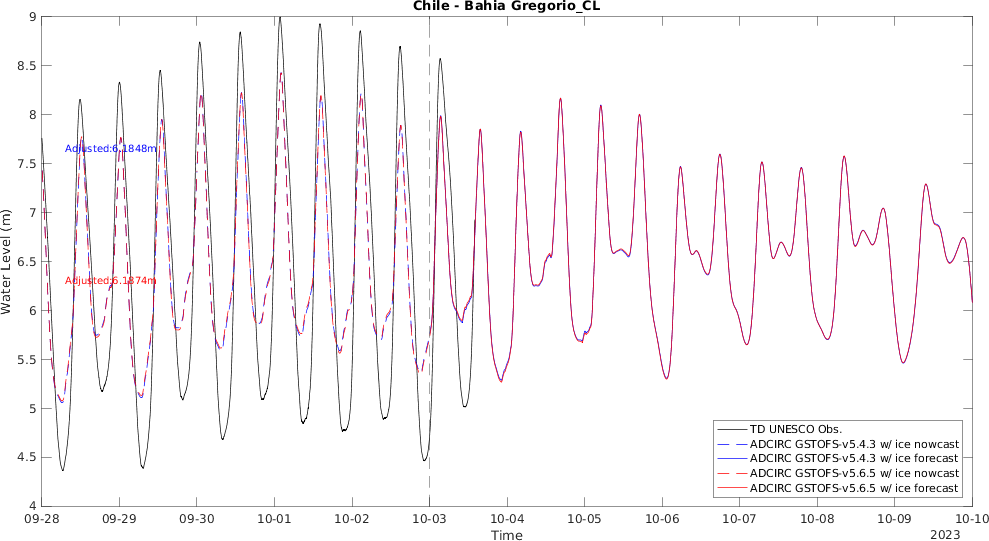 Chile - Bahia Gregorio_CL
9
8.5
8
7.5
7
6.5
6
5.5
5
4.5
4
Water Level (m)
Adjusted:6.1848m
Adjusted:6.1874m
TD UNESCO Obs.
ADCIRC GSTOFS-v5.4.3 w/ ice nowcast
ADCIRC GSTOFS-v5.4.3 w/ ice forecast
ADCIRC GSTOFS-v5.6.5 w/ ice nowcast
ADCIRC GSTOFS-v5.6.5 w/ ice forecast
09-28 09-29 09-30 10-01 10-02 10-03 10-04 10-05 10-06 10-07 10-08 10-09 10-10
Time
2023